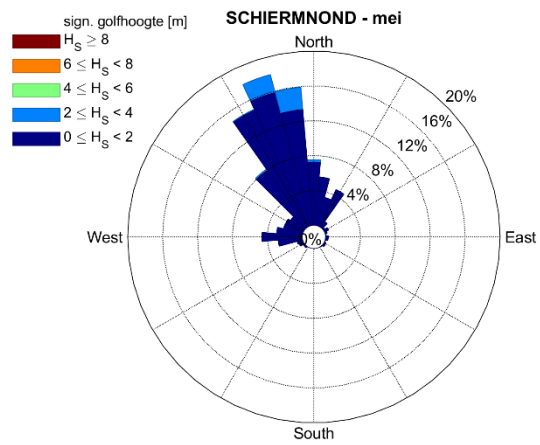 sign. golfhoogte [m]
H_S ≥ 8
6 ≤ H_S < 8
4 ≤ H_S < 6
2 ≤ H_S < 4
0 ≤ H_S < 2
SCHIERMNOND - mei
North
20%
16%
12%
8%
4%
0%
West
East
South